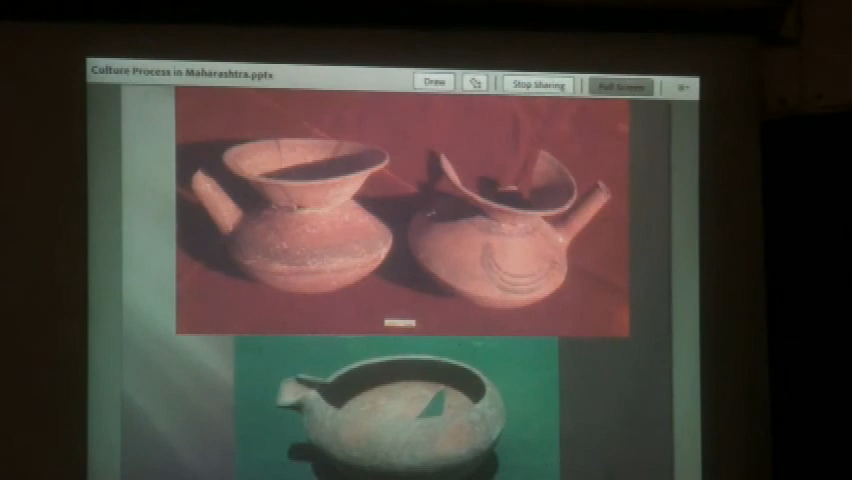 Culture Process in Maharashtra.pptx
Draw
Stop Sharing
Full Screen